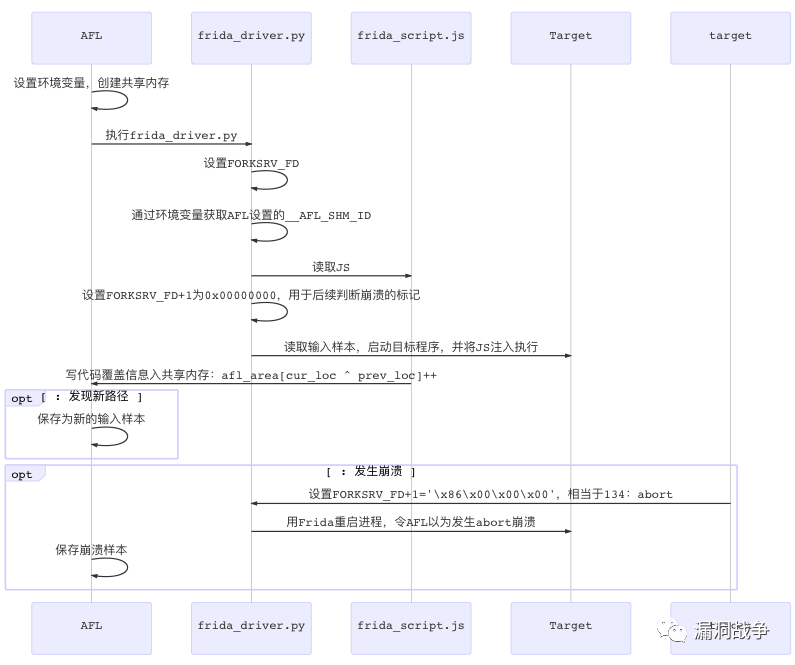 AFL
frida_driver.py
frida_script.js
Target
target
设置环境变量，创建共享内存
执行frida_driver.py
设置FORKSRV_FD
通过环境变量获取AFL设置的__AFL_SHM_ID
读取JS
设置FORKSRV_FD+1为0x00000000，用于后续判断崩溃的标记
读取输入样本，启动目标程序，并将JS注入执行
写代码覆盖信息入共享内存：afl_area[cur_loc ^ prev_loc]++
opt [ : 发现新路径 ]
保存为新的输入样本
opt [ : 发生崩溃 ]
设置FORKSRV_FD+1='\x86\x00\x00\x00'，相当于134：abort
用Frida重启进程，令AFL以为发生abort崩溃
保存崩溃样本
AFL
frida_driver.py
frida_script.js
Target
漏洞战争